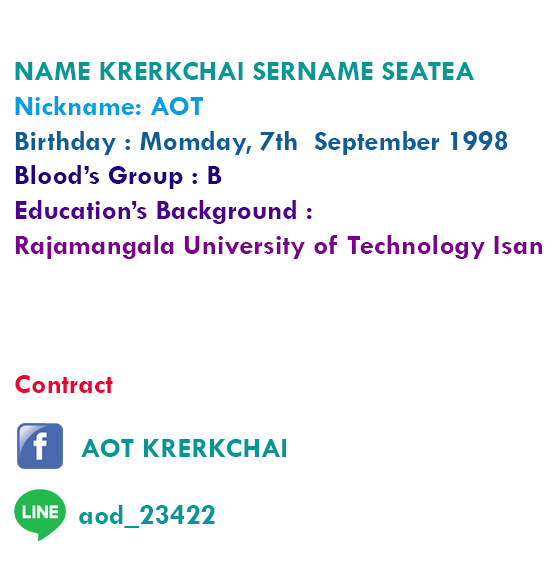 NAME KRERKCHAI SERNAME SEATEA
Nickname: AOT
Birthday : Momday, 7th  September 1998
Blood’s Group : B
Education’s Background :
Rajamangala University of Technology Isan
Contract
f AOT KRERKCHAI
LINE aod_23422